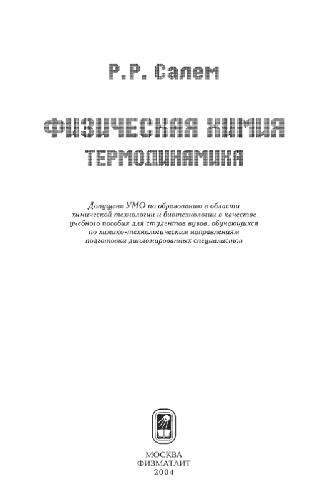 Р.Р. Салем
ФИЗИЧЕСКАЯ ХИМИЯ
ТЕРМОДИНАМИКА
Допущено УМО по образованию в области
химической технологии и биотехнологии в качестве
учебного пособия для студентов вузов, обучающихся
по химико-технологическим направлениям
подготовки дипломированных специалистов
МОСКВА
ФИЗМАТЛИТ
2004